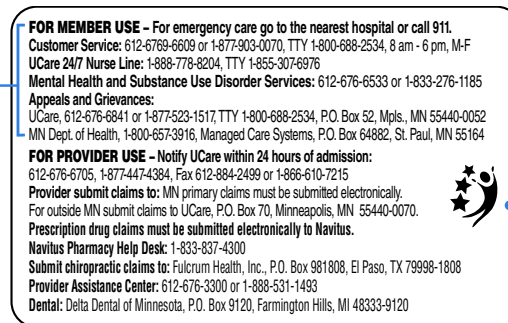 FOR MEMBER USE – For emergency care go to the nearest hospital or call 911.
Customer Service: 612-6769-6609 or 1-877-903-0070, TTY 1-800-688-2534, 8 am - 6 pm, M-F
UCare 24/7 Nurse Line: 1-888-778-8204, TTY 1-855-307-6976
Mental Health and Substance Use Disorder Services: 612-676-6533 or 1-833-276-1185
Appeals and Grievances:
UCare, 612-676-6841 or 1-877-523-1517, TTY 1-800-688-2534, P.O. Box 52, Mpls., MN 55440-0052
MN Dept. of Health, 1-800-657-3916, Managed Care Systems, P.O. Box 64882, St. Paul, MN 55164
FOR PROVIDER USE – Notify UCare within 24 hours of admission:
612-676-6705, 1-877-447-4384, Fax 612-884-2499 or 1-866-610-7215
Provider submit claims to: MN primary claims must be submitted electronically.
For outside MN submit claims to UCare, P.O. Box 70, Minneapolis, MN 55440-0070.
Prescription drug claims must be submitted electronically to Navitus.
Navitus Pharmacy Help Desk: 1-833-837-4300
Submit chiropractic claims to: Fulcrum Health, Inc., P.O. Box 981808, El Paso, TX 79998-1808
Provider Assistance Center: 612-676-3300 or 1-888-531-1493
Dental: Delta Dental of Minnesota, P.O. Box 9120, Farmington Hills, MI 48333-9120